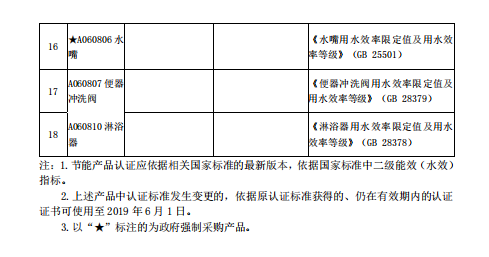 16 ★A060806 水嘴 《水嘴用水效率限定值及用水效率等级》（GB 25501）
17 A060807 便器冲洗阀 《便器冲洗阀用水效率限定值及用水效率等级》（GB 28379）
18 A060810 淋浴器 《淋浴器用水效率限定值及用水效率等级》（GB 28378）
注：1.节能产品认证应依据相关国家标准的最新版本，依据国家标准中二级能效（水效）
指标。
2.上述产品中认证标准发生变更的，依据原认证标准获得的、仍在有效期内的认证
证书可使用至 2019 年 6 月 1 日。
3.以“★”标注的为政府强制采购产品。